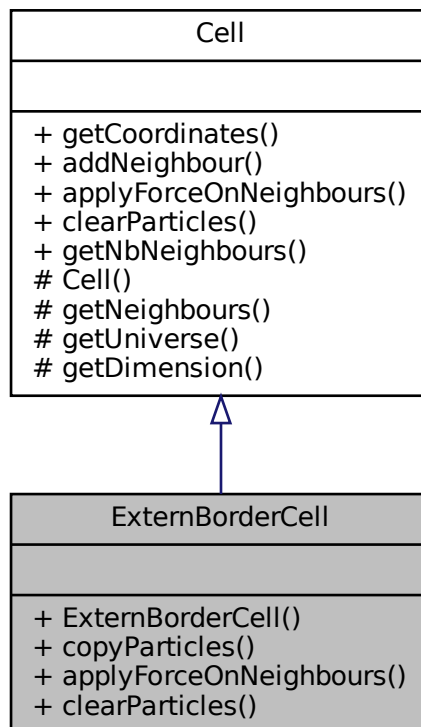 Cell
+ getCoordinates()
+ addNeighbour()
+ applyForceOnNeighbours()
+ clearParticles()
+ getNbNeighbours()
# Cell()
# getNeighbours()
# getUniverse()
# getDimension()
ExternBorderCell
+ ExternBorderCell()
+ copyParticles()
+ applyForceOnNeighbours()
+ clearParticles()